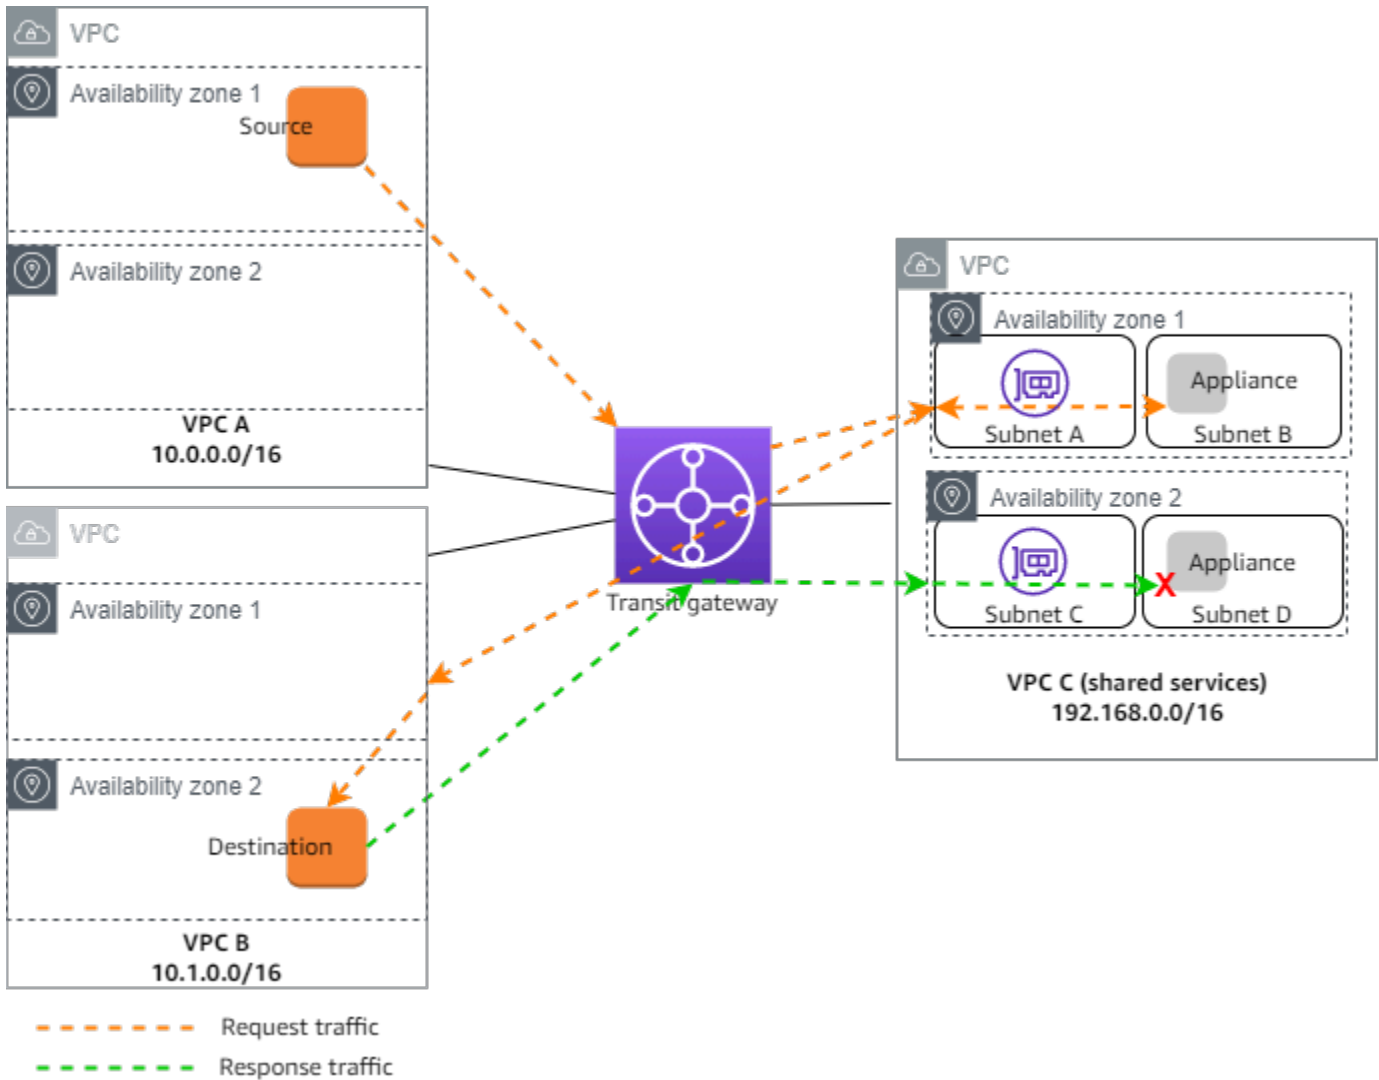 VPC
Availability zone 1
Source
Availability zone 2
VPC A
10.0.0.0/16
VPC
Availability zone 1
Availability zone 2
Destination
VPC B
10.1.0.0/16
Transit gateway
VPC
Availability zone 1
Appliance
Subnet A
Subnet B
Availability zone 2
Appliance
X
Subnet C
Subnet D
VPC C (shared services)
192.168.0.0/16
Request traffic
Response traffic